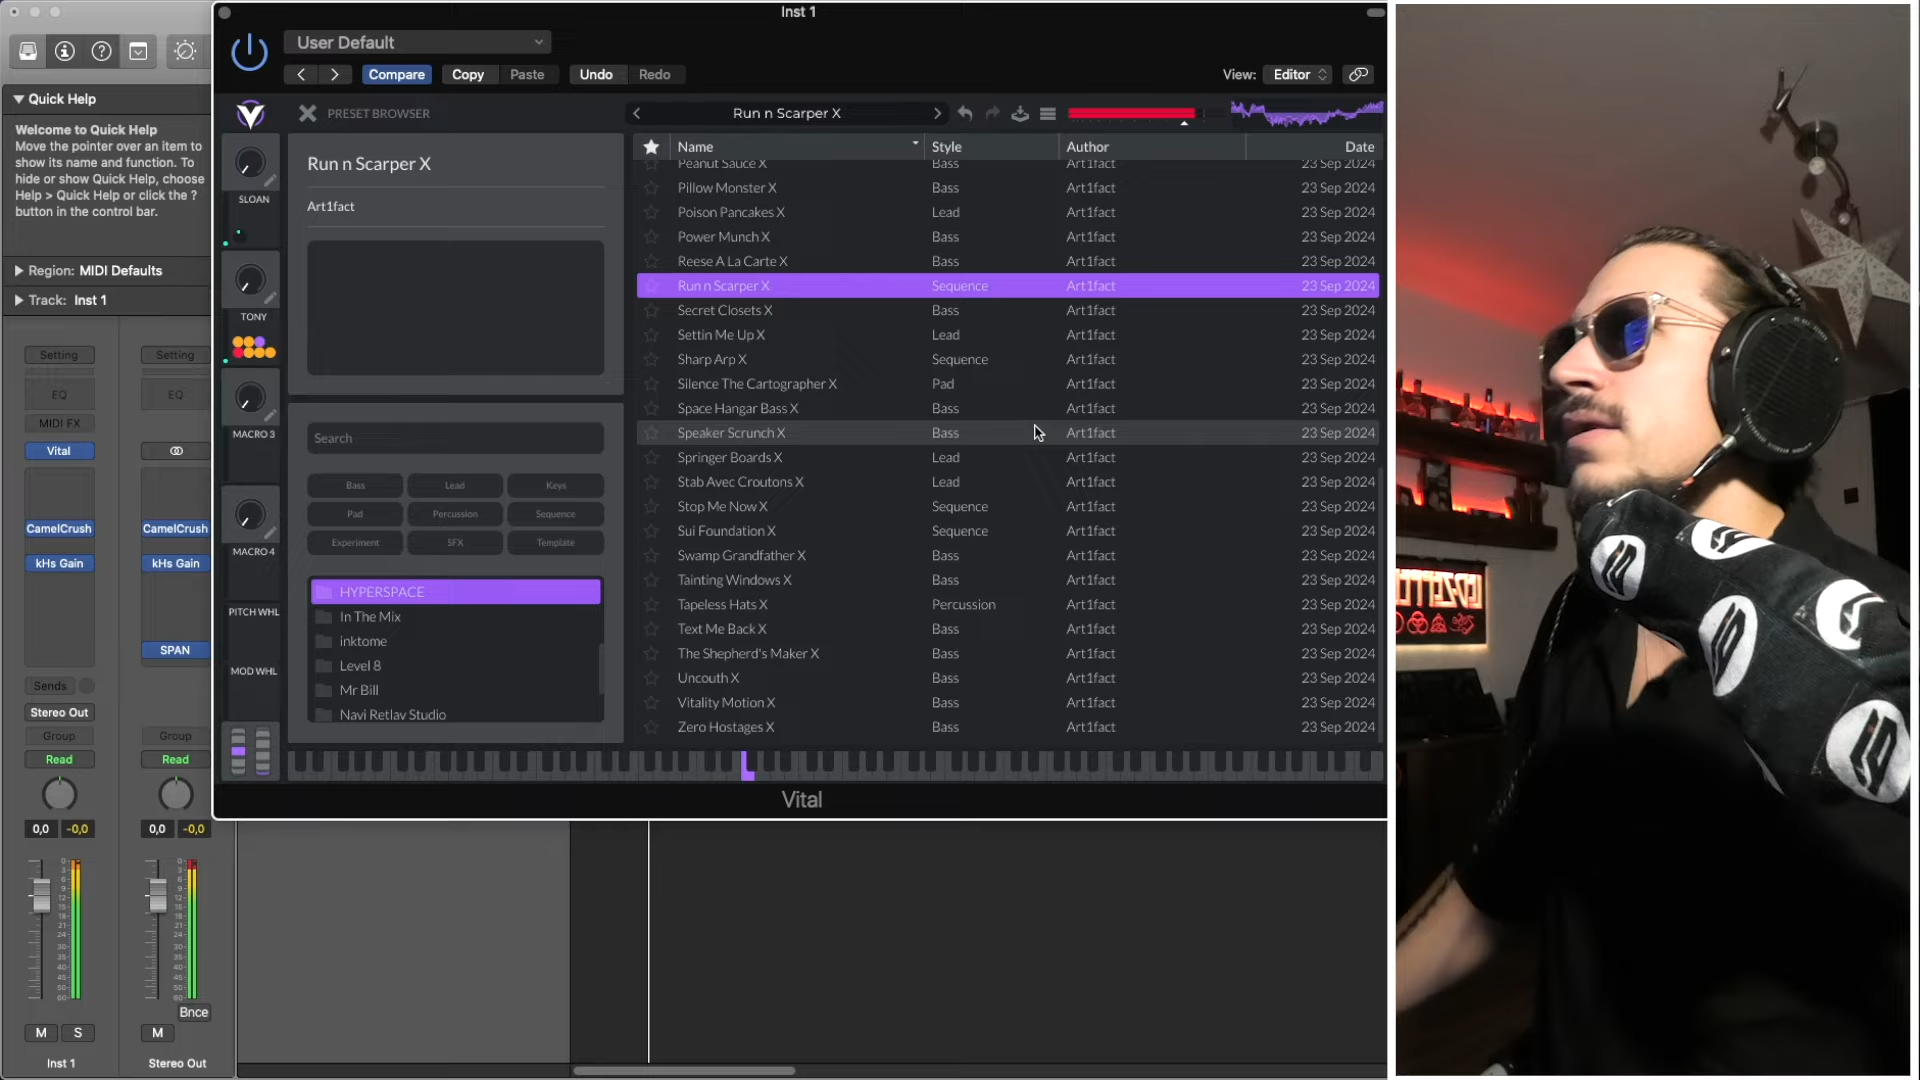 Inst 1
User Default
Compare Copy Paste Undo Redo
View: Editor
Quick Help
Welcome to Quick Help
Move the pointer over an item to
show its name and function. To
hide or show Quick Help, choose
Help > Quick Help or click the ?
button in the control bar.
Region: MIDI Defaults
Track: Inst 1
Setting Setting
EQ EQ
MIDI FX
Vital
CamelCrush CamelCrush
kHs Gain kHs Gain
SPAN
Sends
Stereo Out
Group Group
Read Read
0,0 -0,0 0,0 -0,0
Bnce
M S M
Inst 1 Stereo Out
PRESET BROWSER
Run n Scarper X
SLOAN
TONY
MACRO 3
MACRO 4
PITCH WHL
MOD WHL
Run n Scarper X
Art1fact
Search
Bass Lead Keys
Pad Percussion Sequence
Experiment SFX Template
HYPERSPACE
In The Mix
inktome
Level 8
Mr Bill
Navi Retlav Studio
Name Style Author Date
Peanut Sauce X Bass Art1fact 23 Sep 2024
Pillow Monster X Bass Art1fact 23 Sep 2024
Poison Pancakes X Lead Art1fact 23 Sep 2024
Power Munch X Bass Art1fact 23 Sep 2024
Reese A La Carte X Bass Art1fact 23 Sep 2024
Run n Scarper X Sequence Art1fact 23 Sep 2024
Secret Closets X Bass Art1fact 23 Sep 2024
Settin Me Up X Lead Art1fact 23 Sep 2024
Sharp Arp X Sequence Art1fact 23 Sep 2024
Silence The Cartographer X Pad Art1fact 23 Sep 2024
Space Hangar Bass X Bass Art1fact 23 Sep 2024
Speaker Scrunch X Bass Art1fact 23 Sep 2024
Springer Boards X Lead Art1fact 23 Sep 2024
Stab Avec Croutons X Lead Art1fact 23 Sep 2024
Stop Me Now X Sequence Art1fact 23 Sep 2024
Sui Foundation X Sequence Art1fact 23 Sep 2024
Swamp Grandfather X Bass Art1fact 23 Sep 2024
Tainting Windows X Bass Art1fact 23 Sep 2024
Tapeless Hats X Percussion Art1fact 23 Sep 2024
Text Me Back X Bass Art1fact 23 Sep 2024
The Shepherd's Maker X Bass Art1fact 23 Sep 2024
Uncouth X Bass Art1fact 23 Sep 2024
Vitality Motion X Bass Art1fact 23 Sep 2024
Zero Hostages X Bass Art1fact 23 Sep 2024
Vital